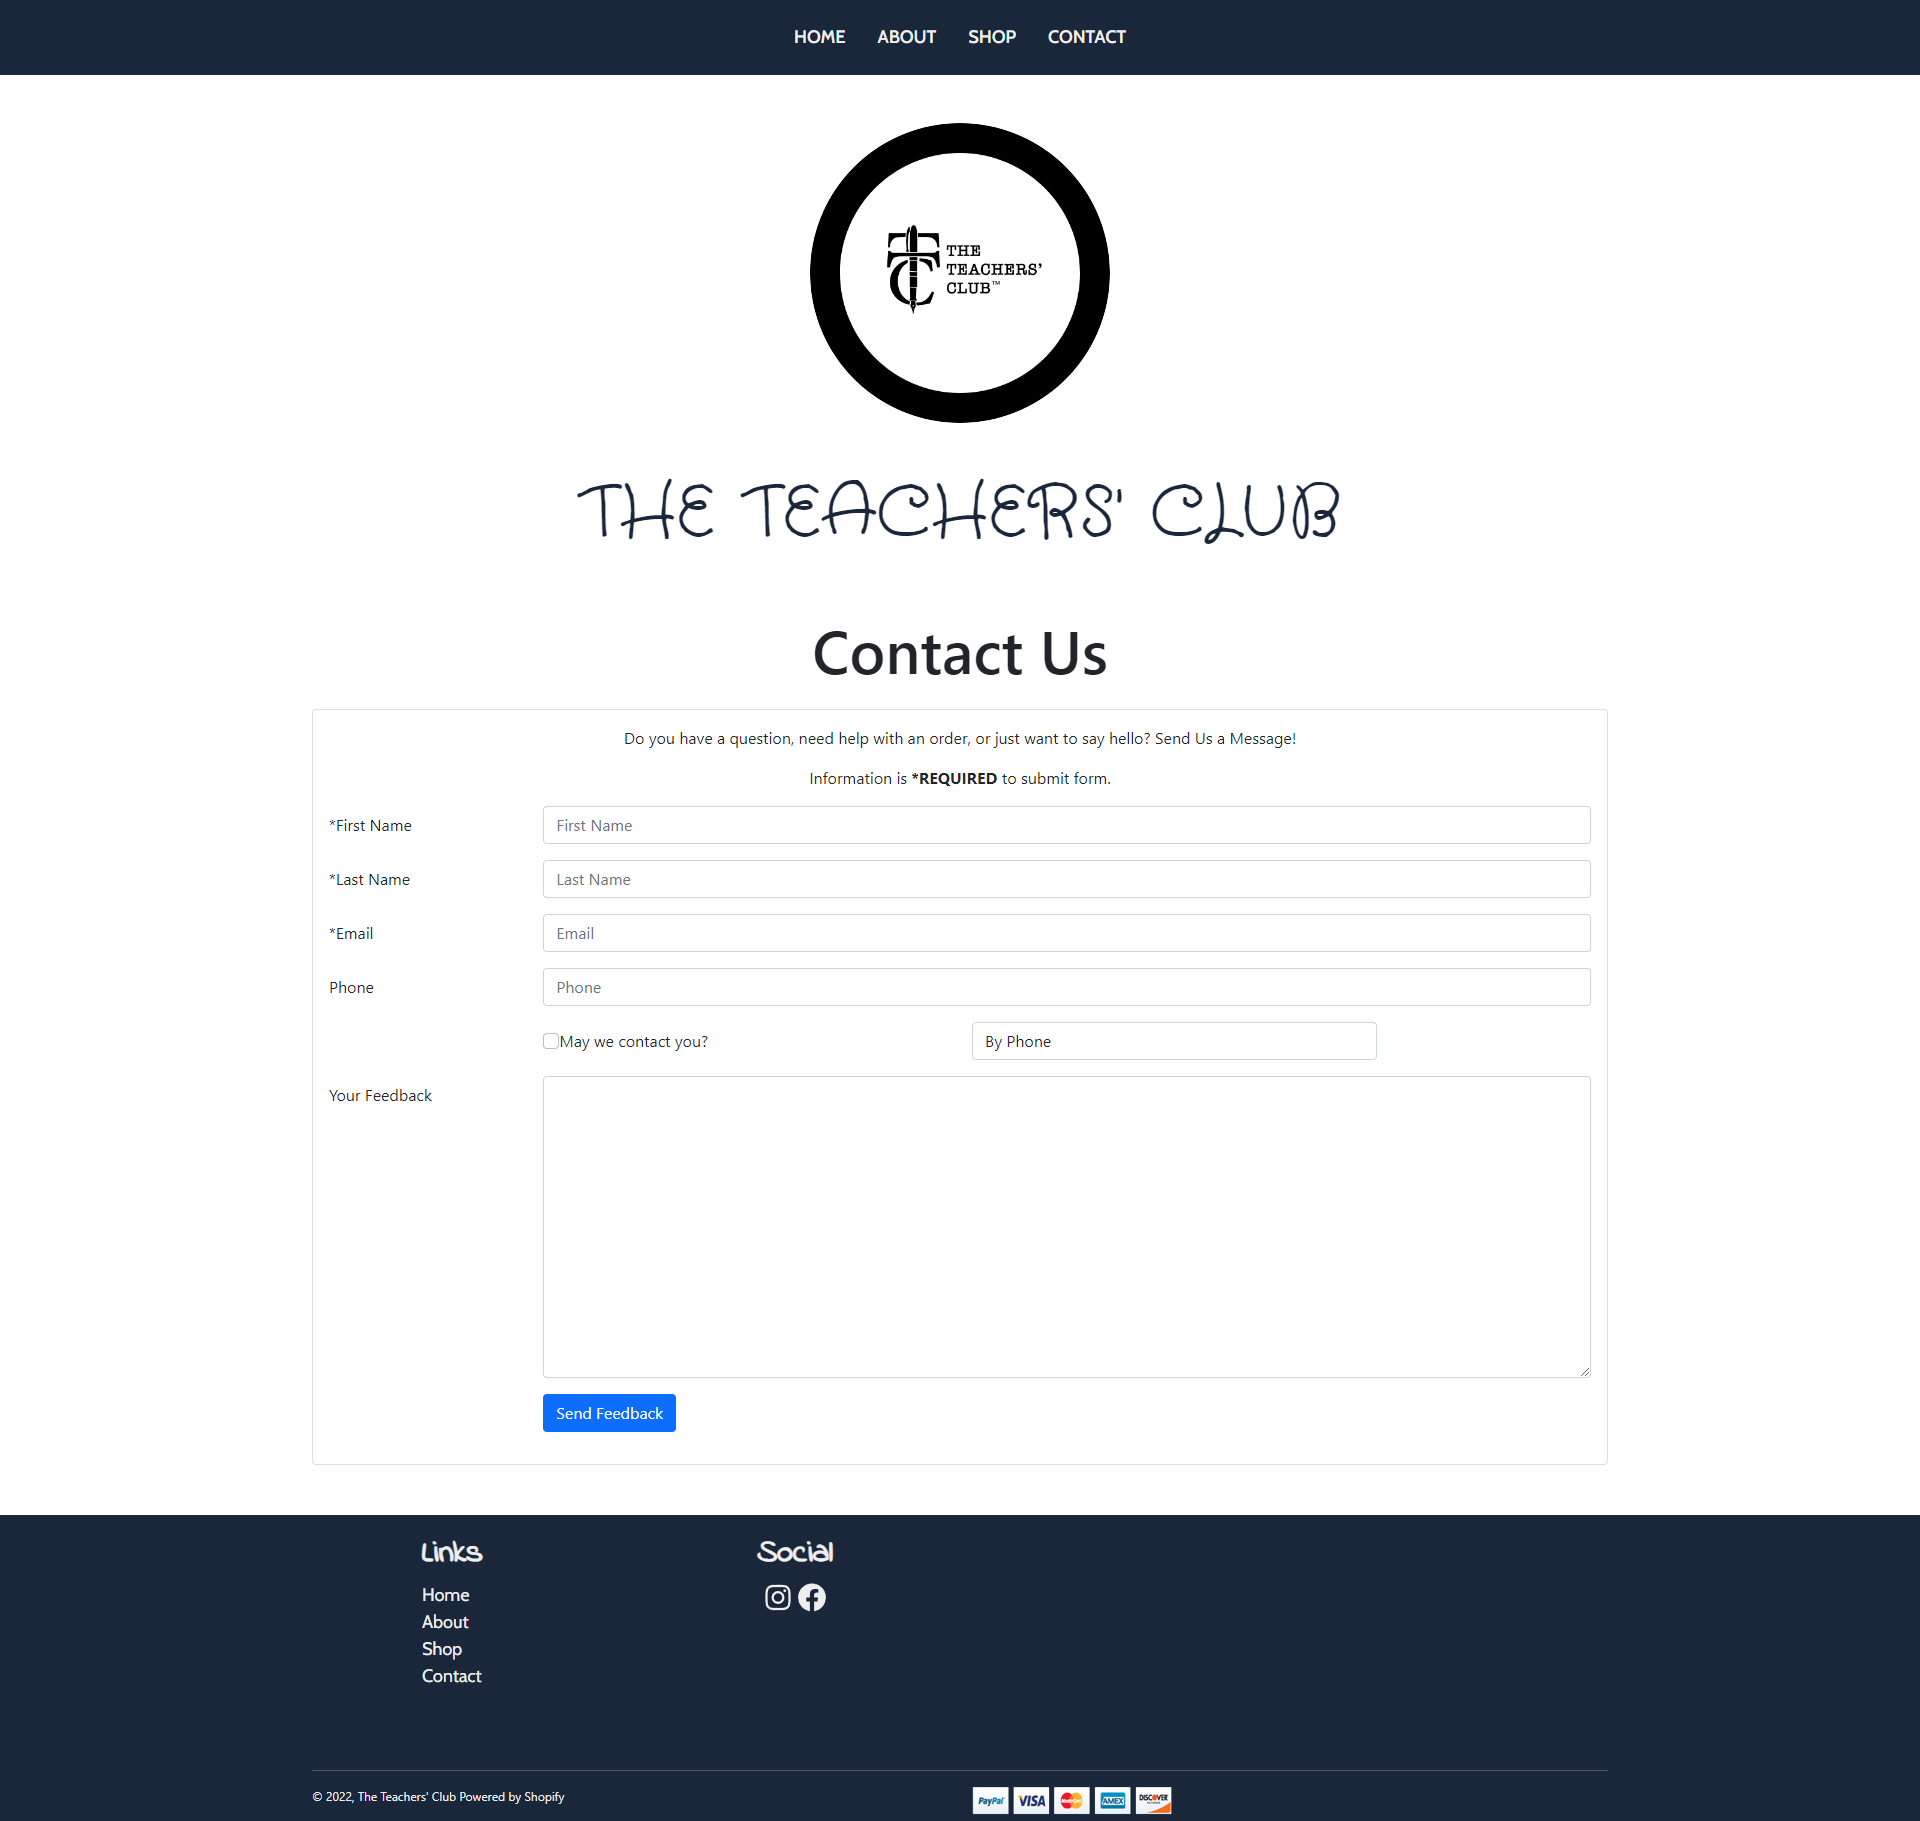 HOME ABOUT SHOP CONTACT
THE
TEACHERS'
CLUB™
THE TEACHERS' CLUB
Contact Us
Do you have a question, need help with an order, or just want to say hello? Send Us a Message!
Information is *REQUIRED to submit form.
*First Name First Name
*Last Name Last Name
*Email Email
Phone Phone
May we contact you? By Phone
Your Feedback
Send Feedback
Links Social
Home
About
Shop
Contact
© 2022, The Teachers' Club Powered by Shopify PayPal VISA MasterCard AMEX DISCOVER